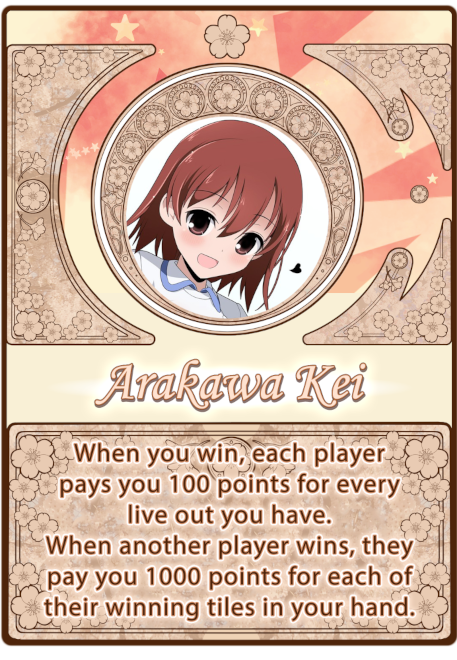 Arakawa Kei
When you win, each player
pays you 100 points for every
live out you have.
When another player wins, they
pay you 1000 points for each of
their winning tiles in your hand.